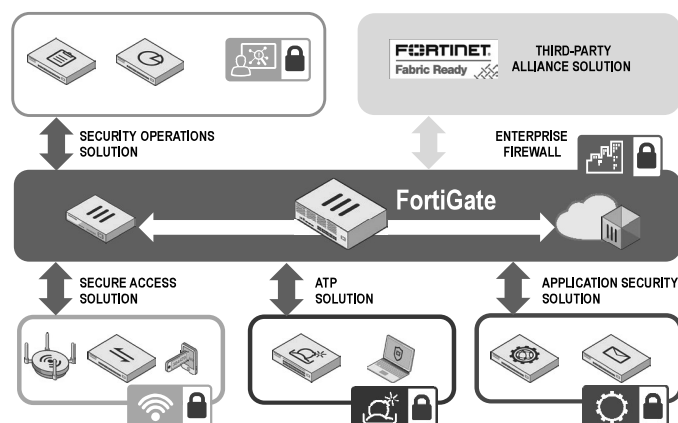 FORTINET
Fabric Ready
THIRD-PARTY
ALLIANCE SOLUTION
SECURITY OPERATIONS
SOLUTION
ENTERPRISE
FIREWALL
FortiGate
SECURE ACCESS
SOLUTION
ATP
SOLUTION
APPLICATION SECURITY
SOLUTION